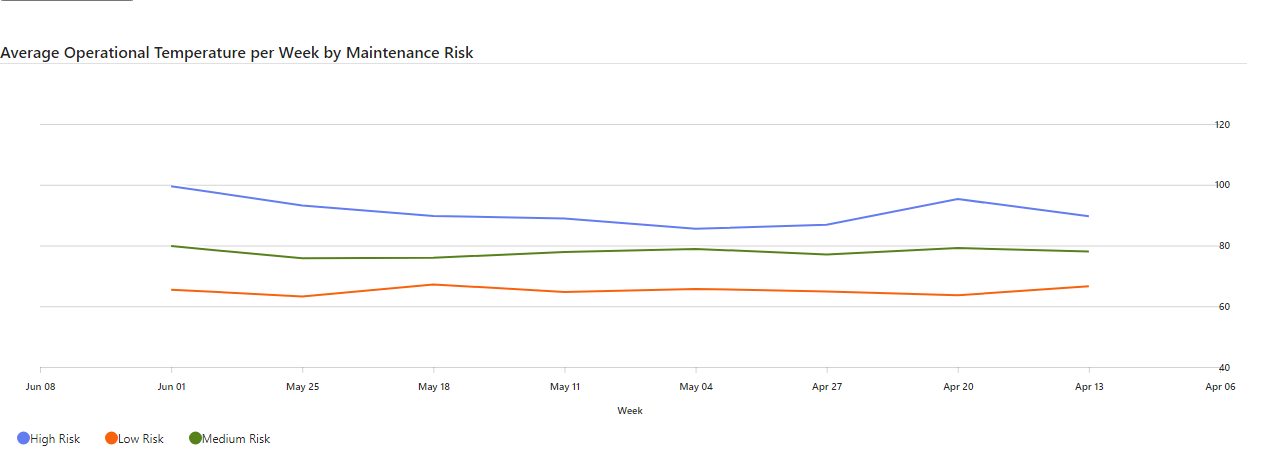 Average Operational Temperature per Week by Maintenance Risk
120
100
80
60
40
Jun 08 Jun 01 May 25 May 18 May 11 May 04 Apr 27 Apr 20 Apr 13 Apr 06
Week
High Risk Low Risk Medium Risk